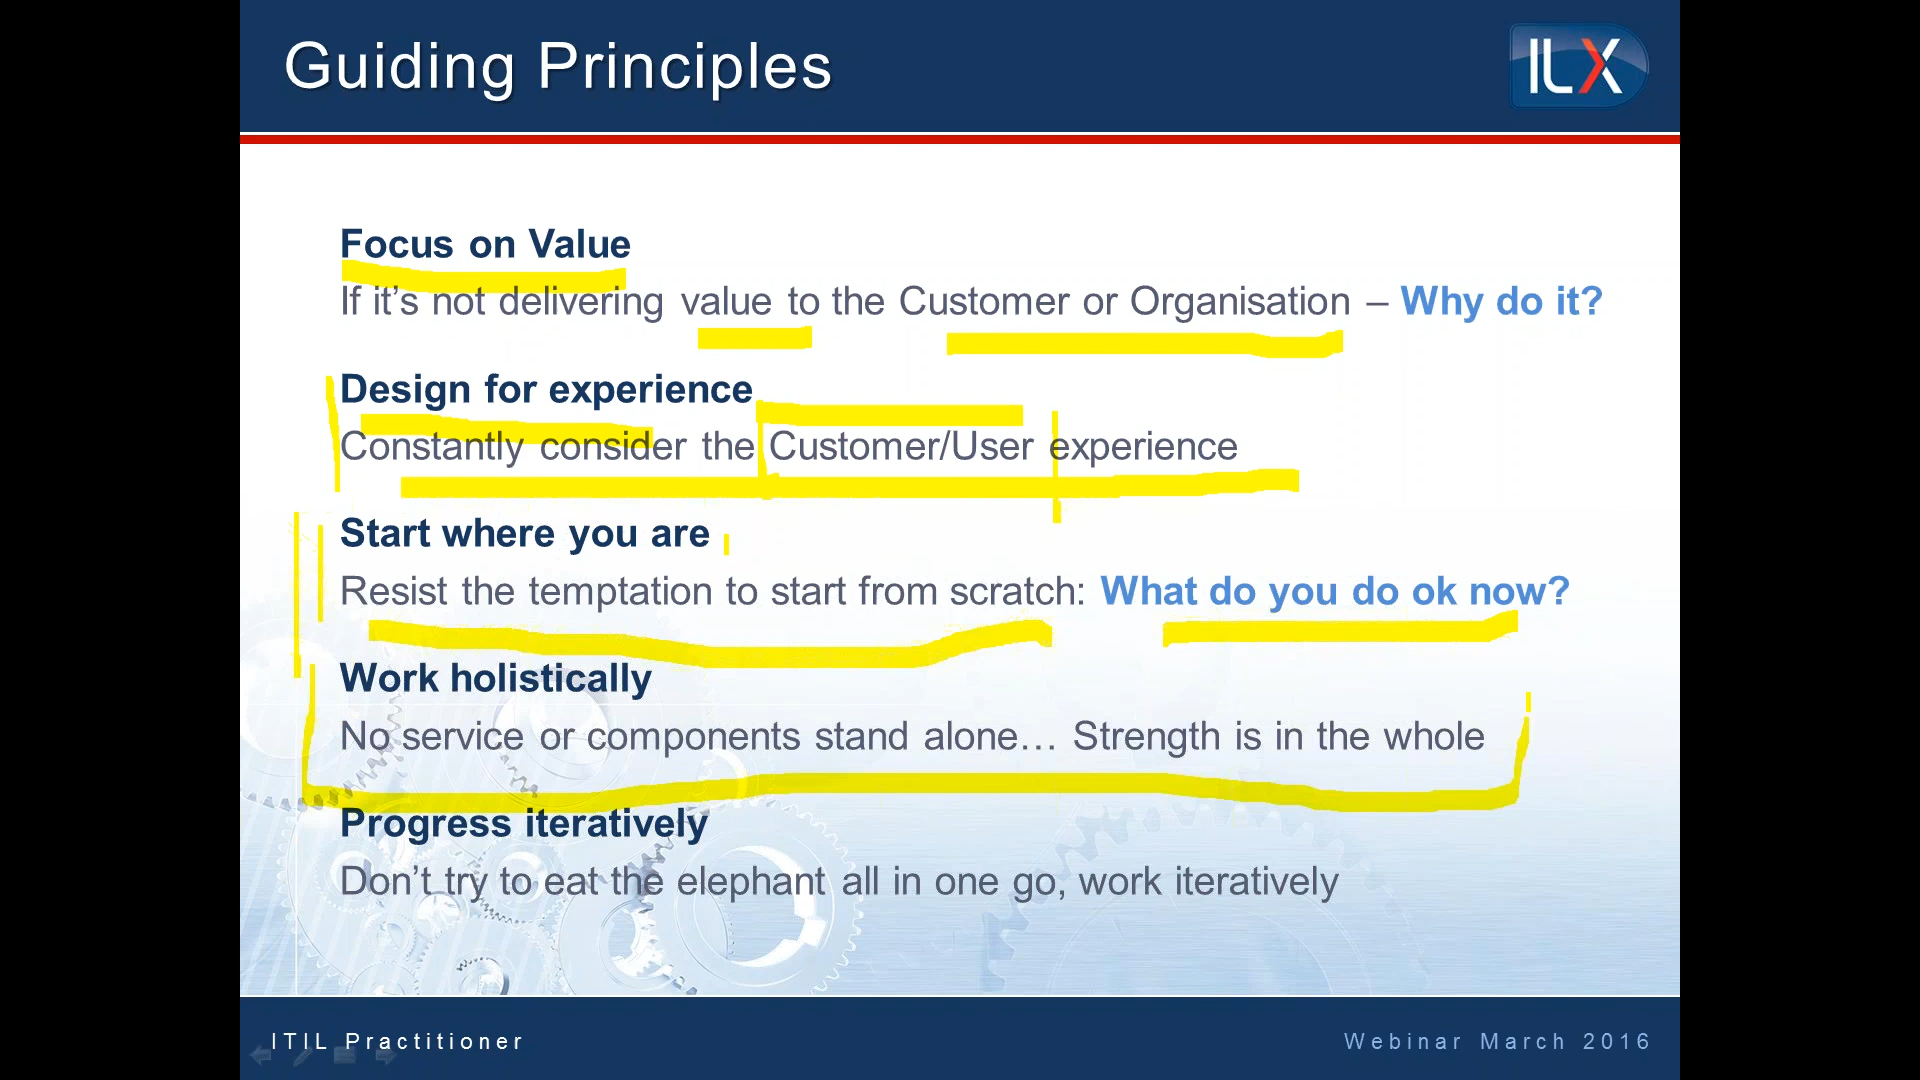 Guiding Principles
ILX
Focus on Value
If it’s not delivering value to the Customer or Organisation – Why do it?
Design for experience
Constantly consider the Customer/User experience
Start where you are
Resist the temptation to start from scratch: What do you do ok now?
Work holistically
No service or components stand alone… Strength is in the whole
Progress iteratively
Don’t try to eat the elephant all in one go, work iteratively
ITIL Practitioner
Webinar March 2016